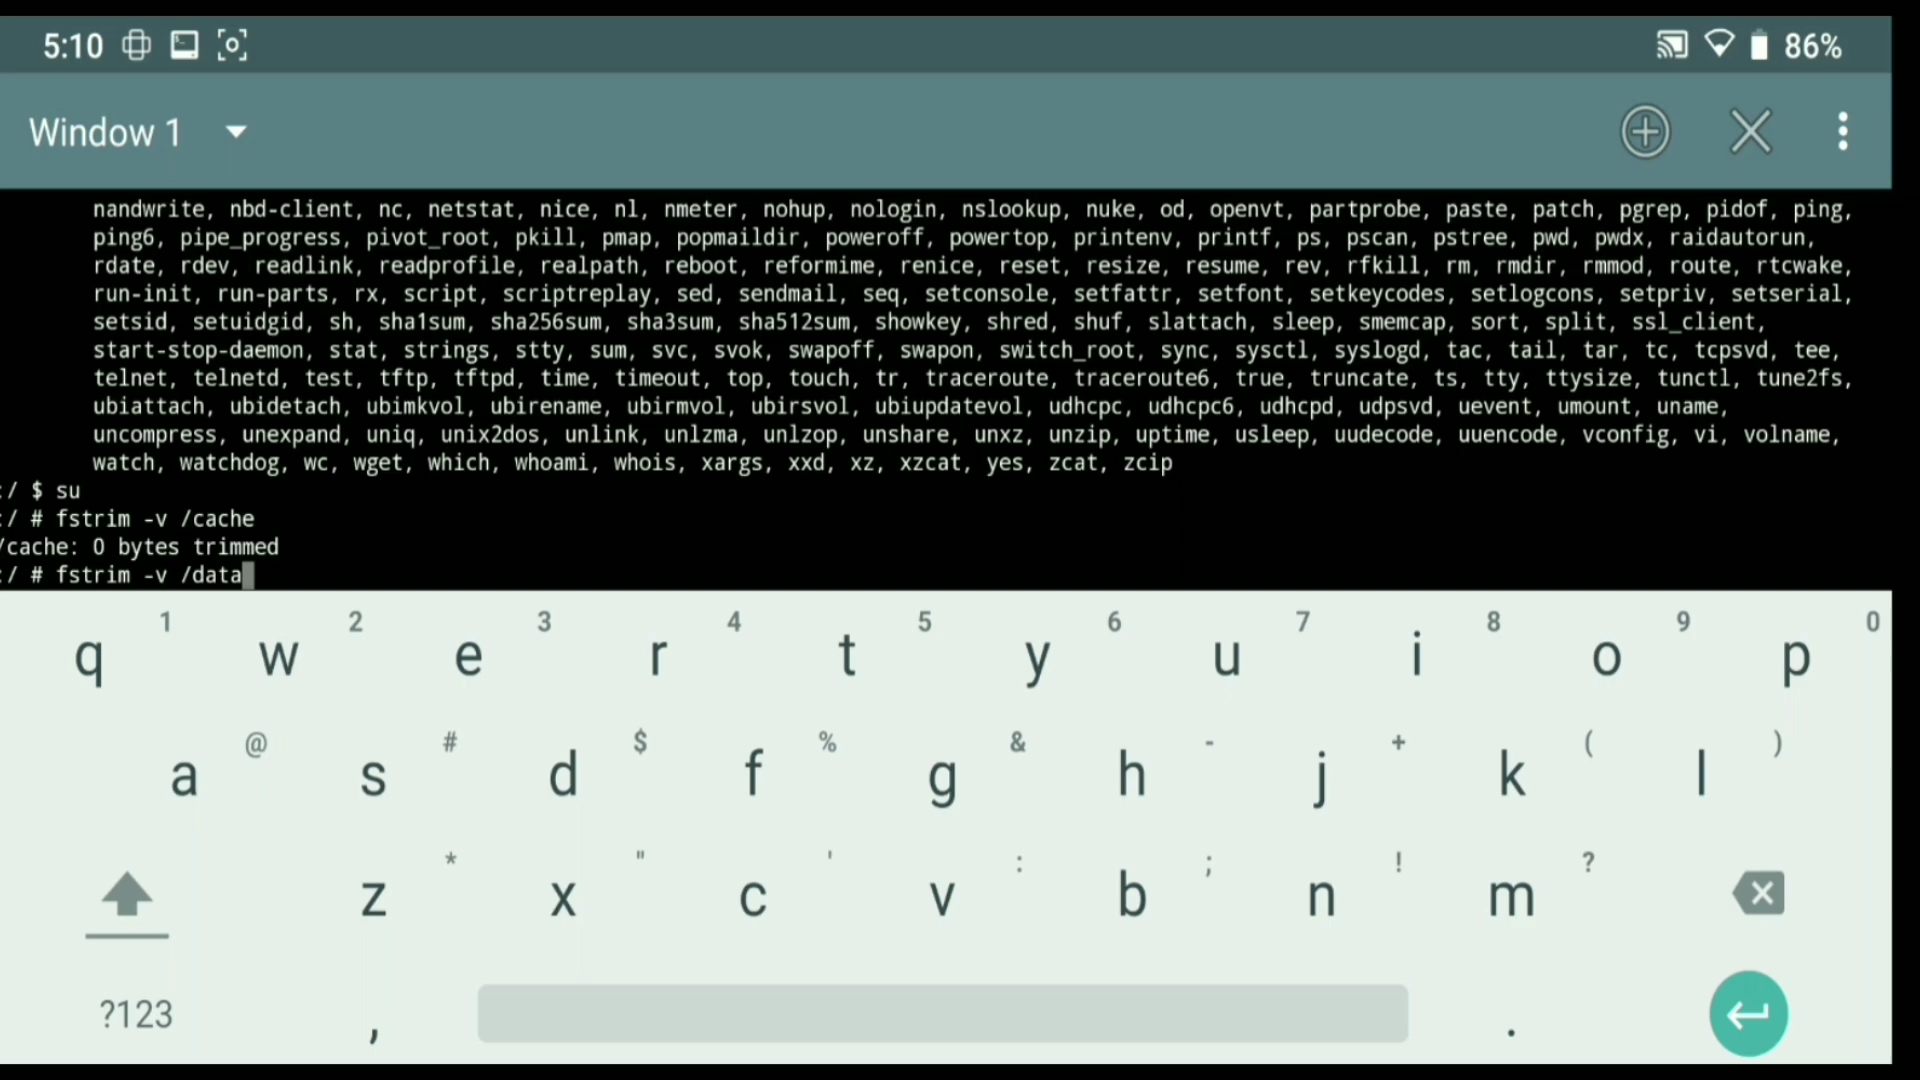 5:10 86%
Window 1
nandwrite, nbd-client, nc, netstat, nice, nl, nmeter, nohup, nologin, nslookup, nuke, od, openvt, partprobe, paste, patch, pgrep, pidof, ping,
ping6, pipe_progress, pivot_root, pkill, pmap, popmaildir, poweroff, powertop, printenv, printf, ps, pscan, pstree, pwd, pwdx, raidautorun,
rdate, rdev, readlink, readprofile, realpath, reboot, reformime, renice, reset, resize, resume, rev, rfkill, rm, rmdir, rmmod, route, rtcwake,
run-init, run-parts, rx, script, scriptreplay, sed, sendmail, seq, setconsole, setfattr, setfont, setkeycodes, setlogcons, setpriv, setserial,
setsid, setuidgid, sh, sha1sum, sha256sum, sha3sum, sha512sum, showkey, shred, shuf, slattach, sleep, smemcap, sort, split, ssl_client,
start-stop-daemon, stat, strings, stty, sum, svc, svok, swapoff, swapon, switch_root, sync, sysctl, syslogd, tac, tail, tar, tc, tcpsvd, tee,
telnet, telnetd, test, tftp, tftpd, time, timeout, top, touch, tr, traceroute, traceroute6, true, truncate, ts, tty, ttysize, tunctl, tune2fs,
ubiattach, ubidetach, ubimkvol, ubirename, ubirmvol, ubirsvol, ubiupdatevol, udhcpc, udhcpc6, udhcpd, udpsvd, uevent, umount, uname,
uncompress, unexpand, uniq, unix2dos, unlink, unlzma, unlzop, unshare, unxz, unzip, uptime, usleep, uudecode, uuencode, vconfig, vi, volname,
watch, watchdog, wc, wget, which, whoami, whois, xargs, xxd, xz, xzcat, yes, zcat, zcip
:/ $ su
:/ # fstrim -v /cache
/cache: 0 bytes trimmed
:/ # fstrim -v /data
1 2 3 4 5 6 7 8 9 0
q w e r t y u i o p
@ # $ % & - + ( )
a s d f g h j k l
* " ' : ; ! ?
z x c v b n m
?123 , .